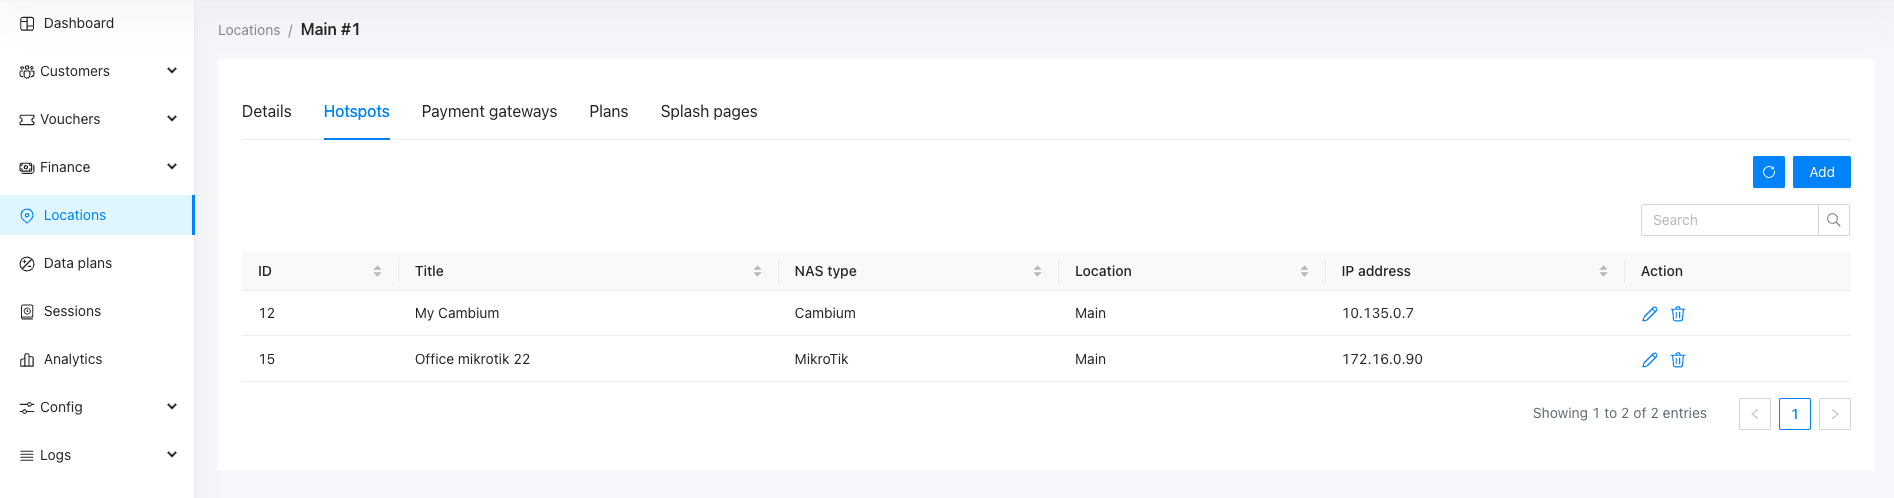 Dashboard
Customers
Vouchers
Finance
Locations
Data plans
Sessions
Analytics
Config
Logs
Locations / Main #1
Details Hotspots Payment gateways Plans Splash pages
Add
Search
ID Title NAS type Location IP address Action
12 My Cambium Cambium Main 10.135.0.7
15 Office mikrotik 22 MikroTik Main 172.16.0.90
Showing 1 to 2 of 2 entries < 1 >